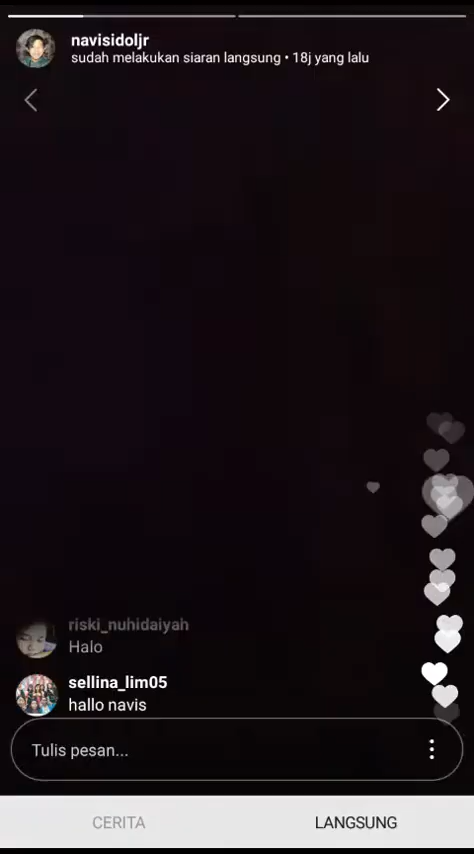 navisidoljr
sudah melakukan siaran langsung • 18j yang lalu
riski_nuhidaiyah
Halo
sellina_lim05
hallo navis
Tulis pesan...
CERITA
LANGSUNG